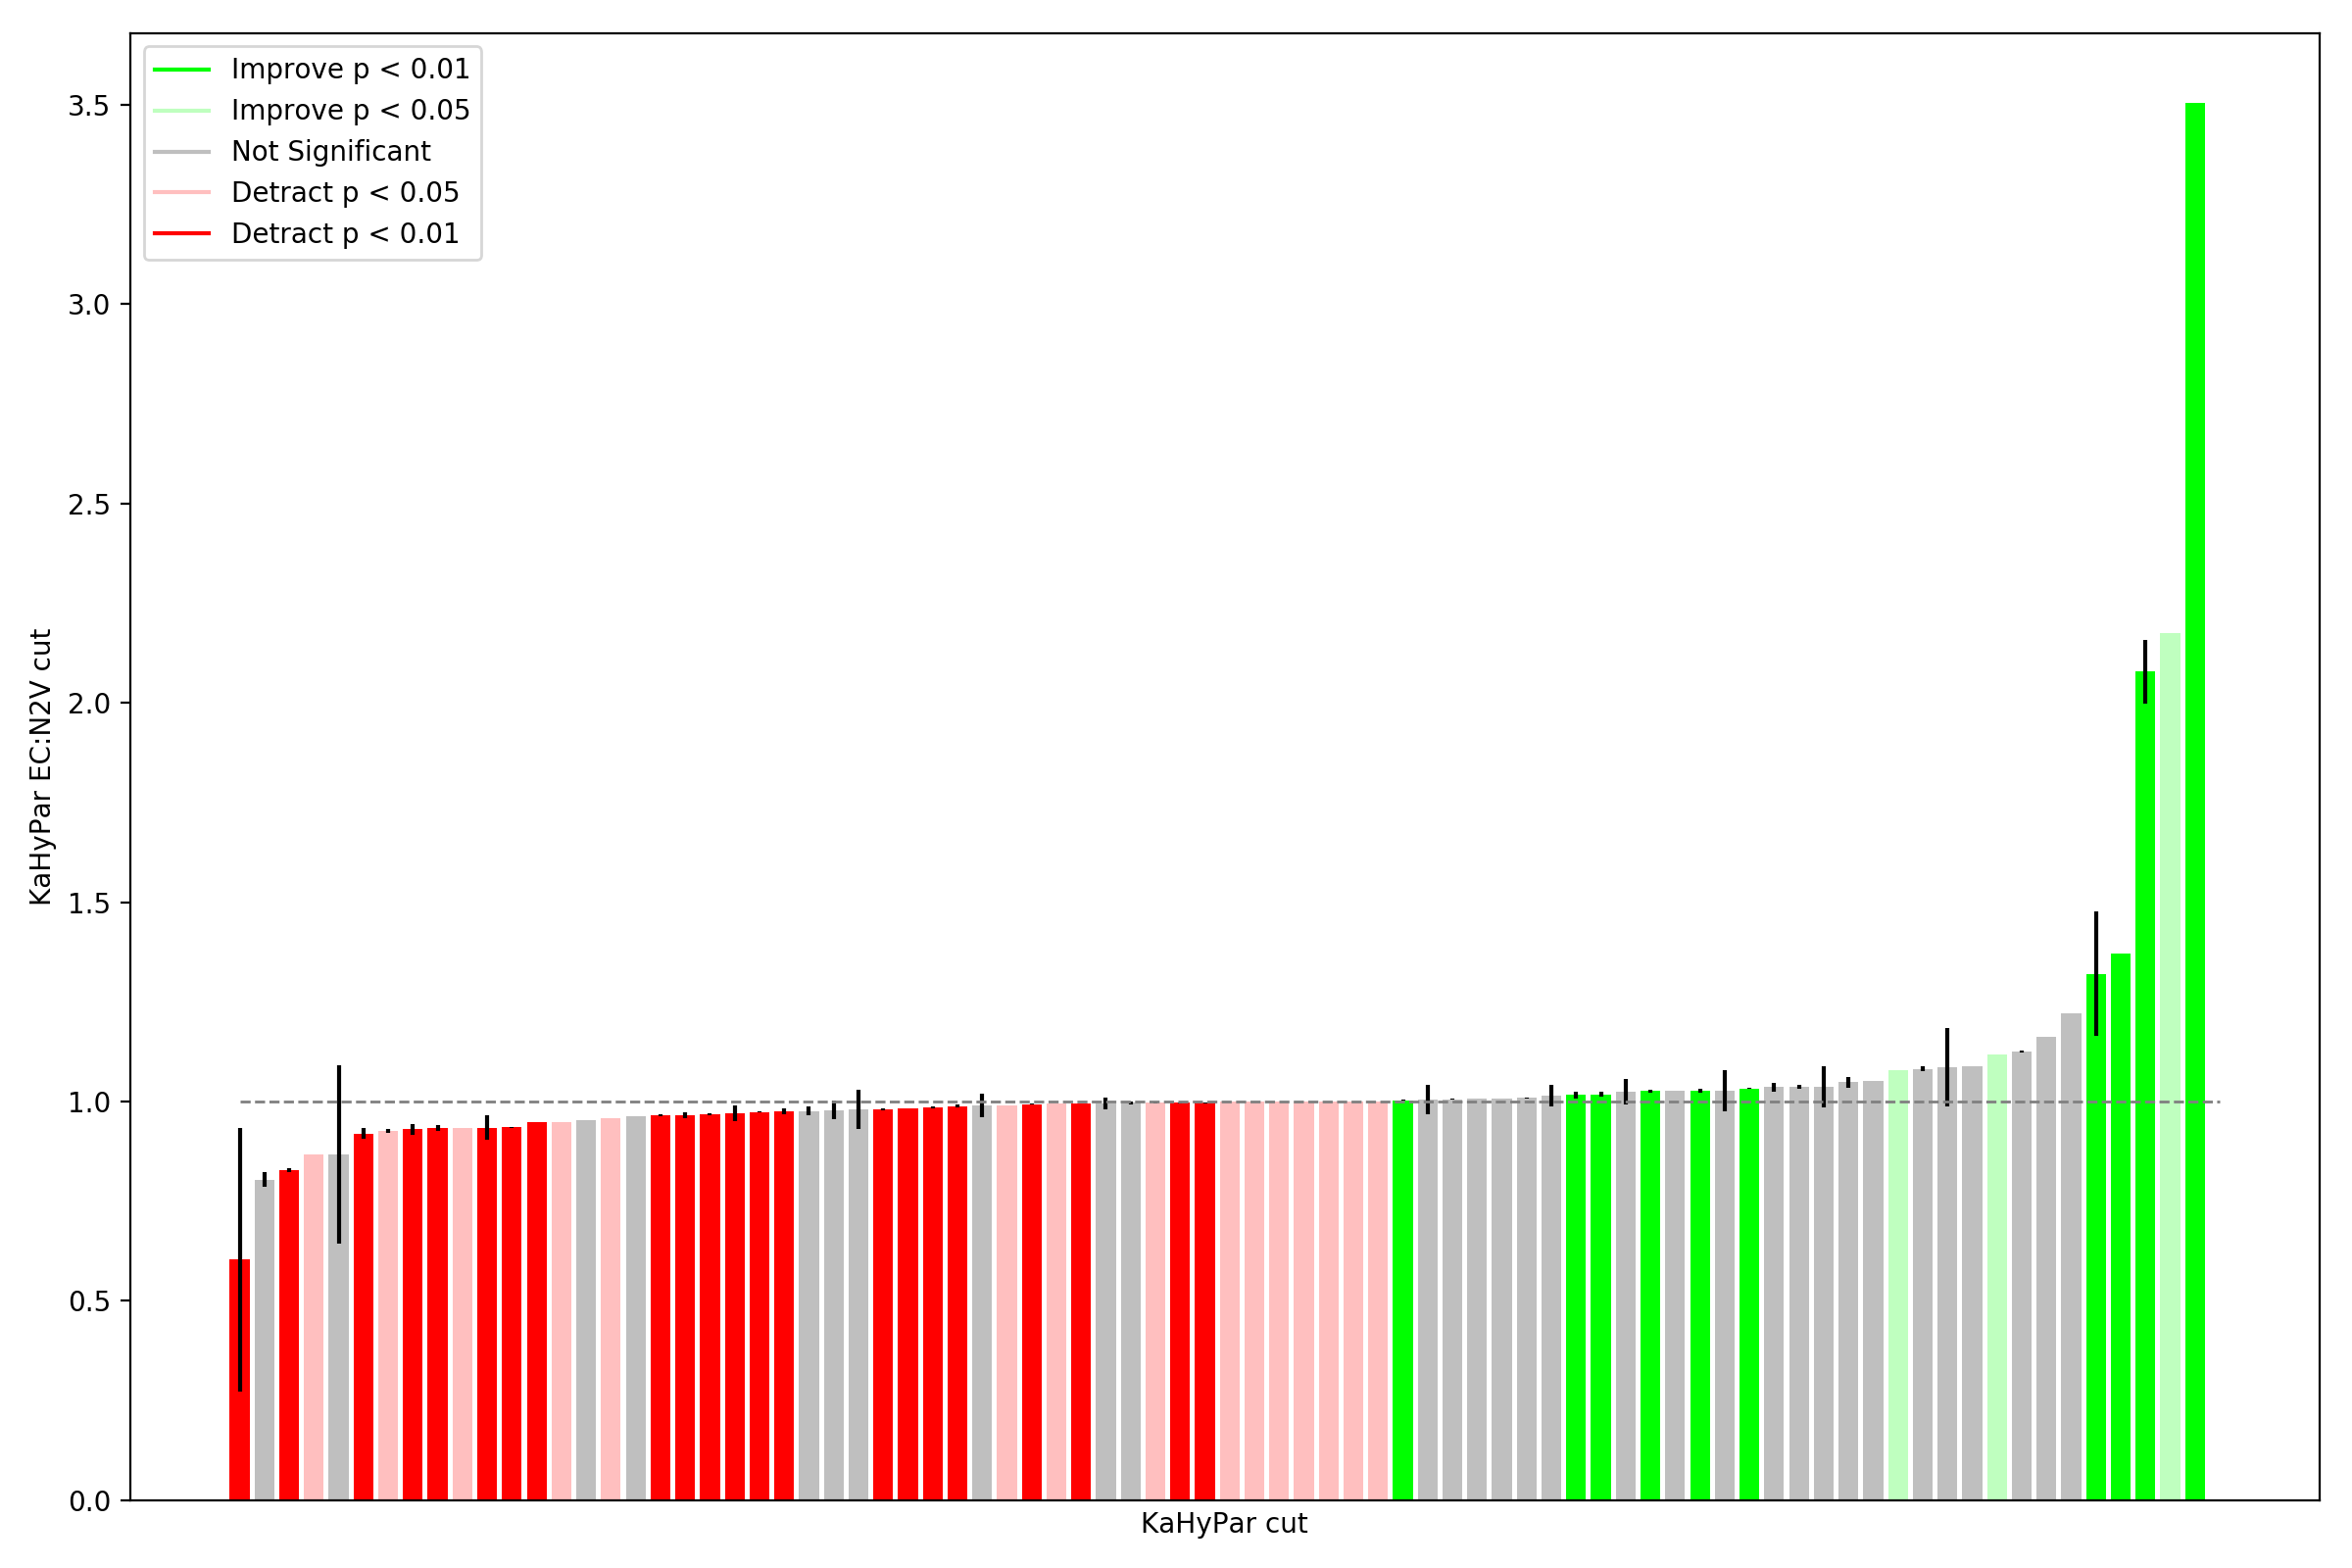 Improve p < 0.01
Improve p < 0.05
Not Significant
Detract p < 0.05
Detract p < 0.01
3.5
3.0
2.5
2.0
1.5
1.0
0.5
0.0
KaHyPar EC:N2V cut
KaHyPar cut